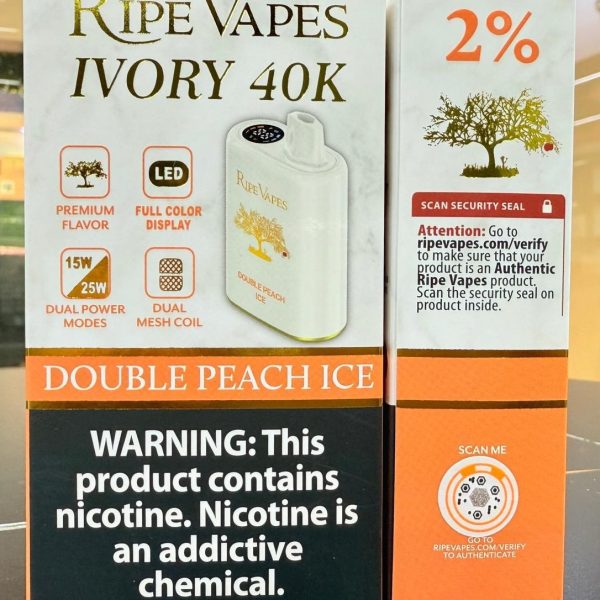 RIPE VAPES
IVORY 40K
PREMIUM
FLAVOR
LED
FULL COLOR
DISPLAY
15W
25W
DUAL POWER
MODES
DUAL
MESH COIL
RIPE VAPES
DOUBLE PEACH
ICE
DOUBLE PEACH ICE
WARNING: This
product contains
nicotine. Nicotine is
an addictive
chemical.
2%
SCAN SECURITY SEAL
Attention: Go to
ripevapes.com/verify
to make sure that your
product is an Authentic
Ripe Vapes product.
Scan the security seal on
product inside.
SCAN ME
GO TO
RIPEVAPES.COM/VERIFY
TO AUTHENTICATE